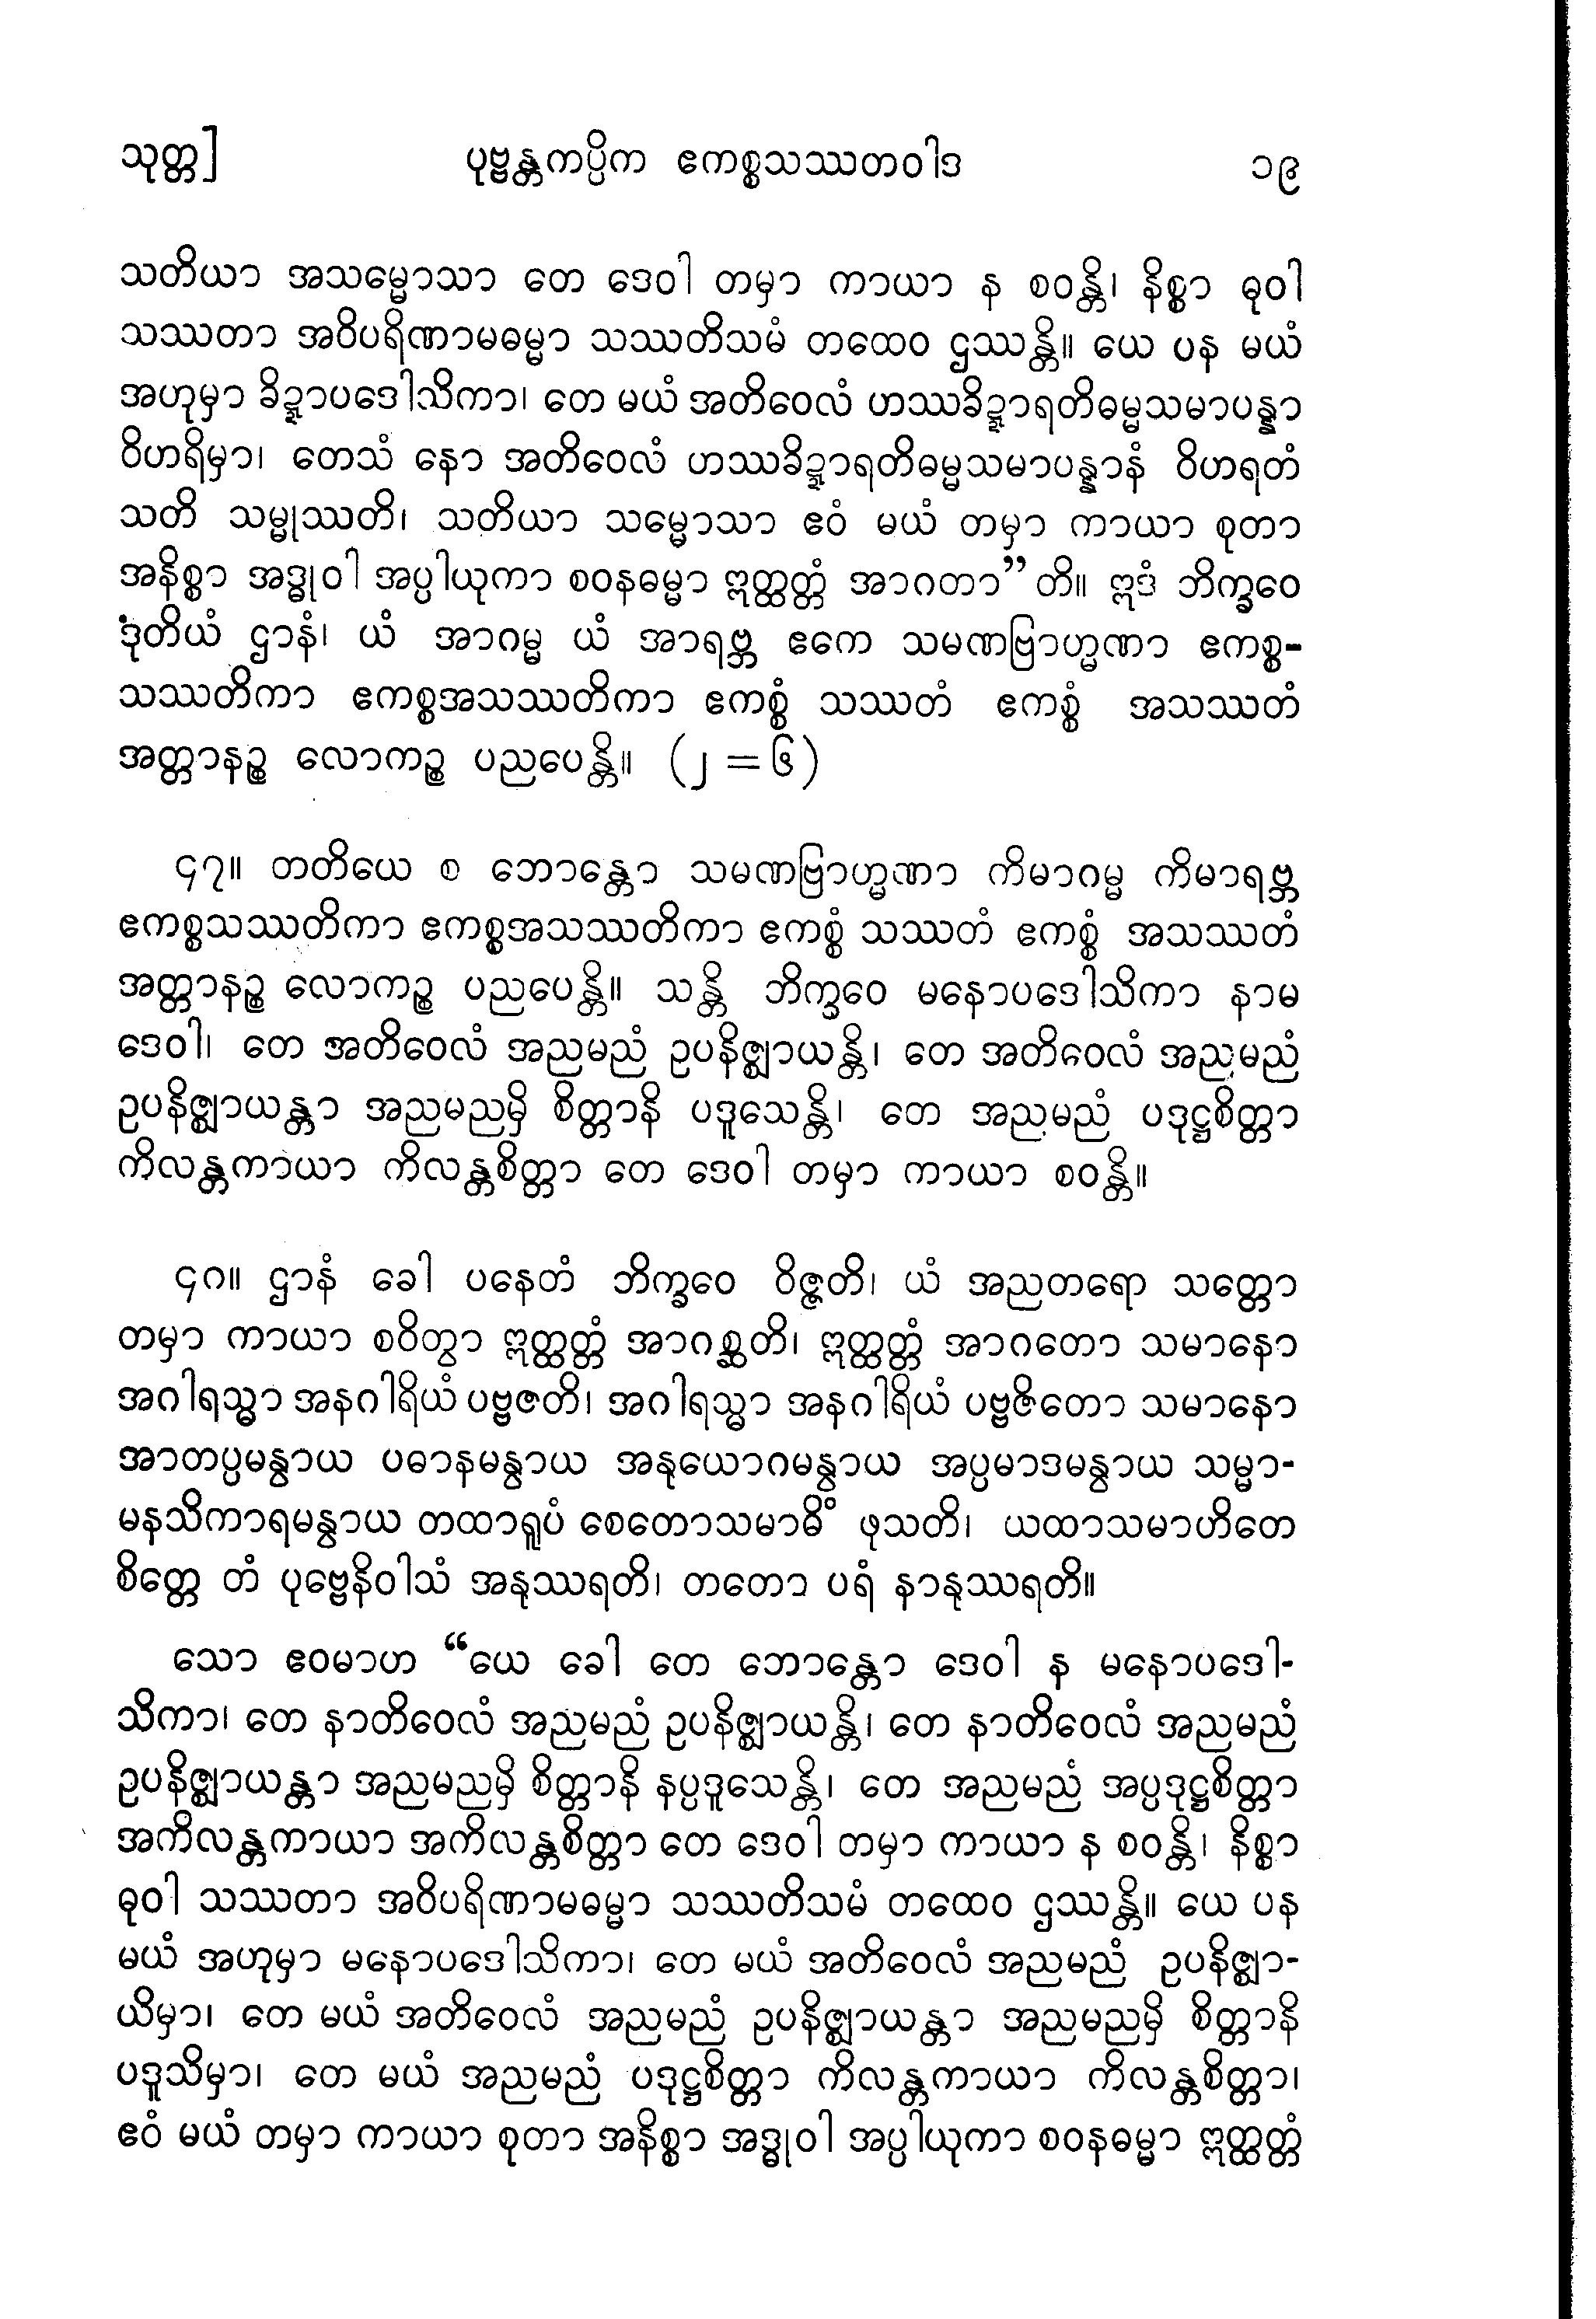 သုတ္တ] ပုဗ္ဗန္တကပ္ပိက ဧကစ္စသဿတဝါဒ ၁၉
သတိယာ အသမ္မောသာ တေ ဒေဝါ တမှာ ကာယာ န စဝန္တိ၊ နိစ္စာ ဓုဝါ
သဿတာ အဝိပရိဏာမဓမ္မာ သဿတိသမံ တထေဝ ဌဿန္တိ။ ယေ ပန မယံ
အဟုမှာ ခိဍ္ဍာပဒေါသိကာ၊ တေ မယံ အတိဝေလံ ဟဿခိဍ္ဍာရတိဓမ္မသမာပန္နာ
ဝိဟရိမှာ၊ တေသံ နော အတိဝေလံ ဟဿခိဍ္ဍာရတိဓမ္မသမာပန္နာနံ ဝိဟရတံ
သတိ သမ္မုဿတိ၊ သတိယာ သမ္မောသာ ဧဝံ မယံ တမှာ ကာယာ စုတာ
အနိစ္စာ အဒ္ဓုဝါ အပ္ပါယုကာ စဝနဓမ္မာ ဣတ္ထတ္တံ အာဂတာ” တိ။ ဣဒံ ဘိက္ခဝေ
ဒုတိယံ ဌာနံ၊ ယံ အာဂမ္မ ယံ အာရဗ္ဘ ဧကေ သမဏဗြာဟ္မဏာ ဧကစ္စ-
သဿတိကာ ဧကစ္စအသဿတိကာ ဧကစ္စံ သဿတံ ဧကစ္စံ အသဿတံ
အတ္တာနဉ္စ လောကဉ္စ ပညပေန္တိ။ (၂ = ၆)
၄၇။ တတိယေ စ ဘောန္တော သမဏဗြာဟ္မဏာ ကိမာဂမ္မ ကိမာရဗ္ဘ
ဧကစ္စသဿတိကာ ဧကစ္စအသဿတိကာ ဧကစ္စံ သဿတံ ဧကစ္စံ အသဿတံ
အတ္တာနဉ္စ လောကဉ္စ ပညပေန္တိ။ သန္တိ ဘိက္ခဝေ မနောပဒေါသိကာ နာမ
ဒေဝါ၊ တေ အတိဝေလံ အညမညံ ဥပနိဇ္ဈာယန္တိ၊ တေ အတိဝေလံ အညမညံ
ဥပနိဇ္ဈာယန္တာ အညမညမှိ စိတ္တာနိ ပဒူသေန္တိ၊ တေ အညမညံ ပဒုဋ္ဌစိတ္တာ
ကိလန္တကာယာ ကိလန္တစိတ္တာ တေ ဒေဝါ တမှာ ကာယာ စဝန္တိ။
၄၈။ ဌာနံ ခေါ ပနေတံ ဘိက္ခဝေ ဝိဇ္ဇတိ၊ ယံ အညတရော သတ္တော
တမှာ ကာယာ စဝိတွာ ဣတ္ထတ္တံ အာဂစ္ဆတိ၊ ဣတ္ထတ္တံ အာဂတော သမာနော
အဂါရသ္မာ အနဂါရိယံ ပဗ္ဗဇတိ၊ အဂါရသ္မာ အနဂါရိယံ ပဗ္ဗဇိတော သမာနော
အာတပ္ပမန္ွာယ ပဓာနမန္ွာယ အနုယောဂမန္ွာယ အပ္ပမာဒမန္ွာယ သမ္မာ-
မနသိကာရမန္ွာယ တထာရူပံ စေတောသမာဓိံ ဖုသတိ၊ ယထာသမာဟိတေ
စိတ္တေ တံ ပုဗ္ဗေနိဝါသံ အနုဿရတိ၊ တတော ပရံ နာနုဿရတိ။
သော ဧဝမာဟ “ယေ ခေါ တေ ဘောန္တော ဒေဝါ န မနောပဒေါ-
သိကာ၊ တေ နာတိဝေလံ အညမညံ ဥပနိဇ္ဈာယန္တိ၊ တေ နာတိဝေလံ အညမညံ
ဥပနိဇ္ဈာယန္တာ အညမညမှိ စိတ္တာနိ နပ္ပဒူသေန္တိ၊ တေ အညမညံ အပ္ပဒုဋ္ဌစိတ္တာ
အကိလန္တကာယာ အကိလန္တစိတ္တာ တေ ဒေဝါ တမှာ ကာယာ န စဝန္တိ၊ နိစ္စာ
ဓုဝါ သဿတာ အဝိပရိဏာမဓမ္မာ သဿတိသမံ တထေဝ ဌဿန္တိ။ ယေ ပန
မယံ အဟုမှာ မနောပဒေါသိကာ၊ တေ မယံ အတိဝေလံ အညမညံ ဥပနိဇ္ဈာ-
ယိမှာ၊ တေ မယံ အတိဝေလံ အညမညံ ဥပနိဇ္ဈာယန္တာ အညမညမှိ စိတ္တာနိ
ပဒူသိမှာ၊ တေ မယံ အညမညံ ပဒုဋ္ဌစိတ္တာ ကိလန္တကာယာ ကိလန္တစိတ္တာ၊
ဧဝံ မယံ တမှာ ကာယာ စုတာ အနိစ္စာ အဒ္ဓုဝါ အပ္ပါယုကာ စဝနဓမ္မာ ဣတ္ထတ္တံ